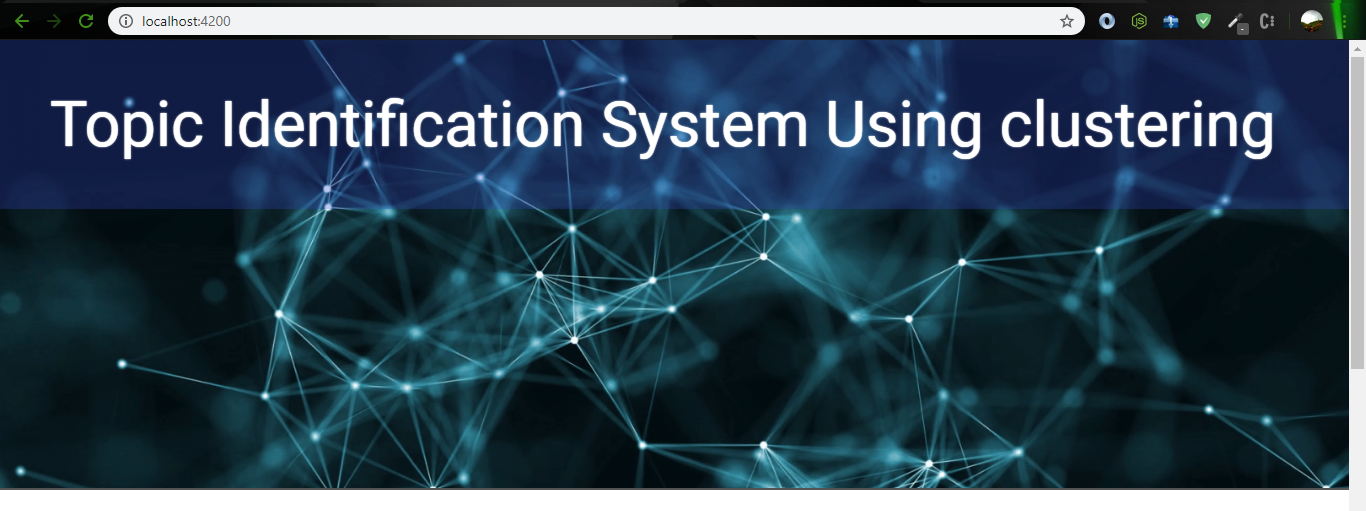 localhost:4200
Topic Identification System Using clustering